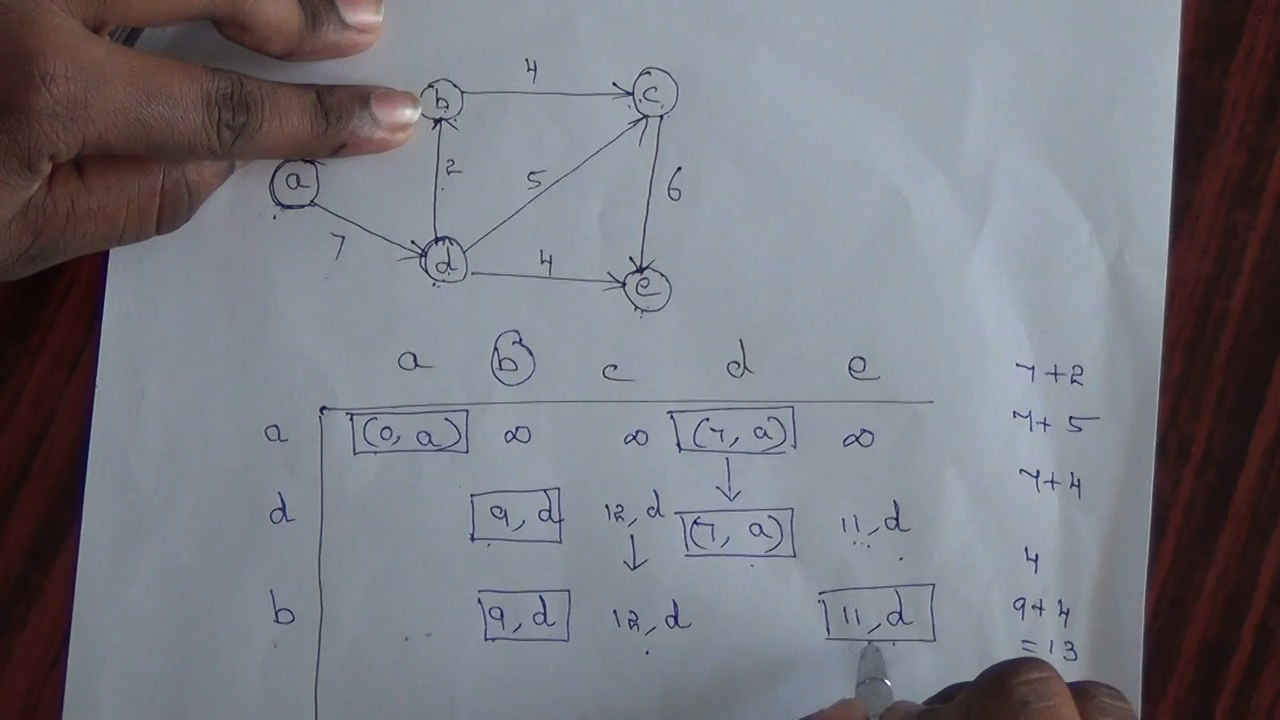 4
b c
2 5 6
a
7 d 4 e
a b c d e
a (0, a) ∞ ∞ (7, a) ∞
d 9, d 12, d (7, a) 11, d
b 9, d 12, d 11, d
7+2
7+5
7+4
4
9+4
=13